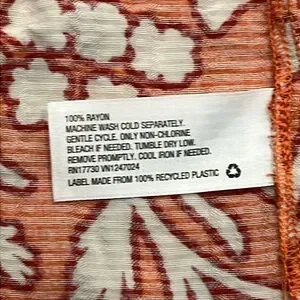 100% RAYON
MACHINE WASH COLD SEPARATELY.
GENTLE CYCLE. ONLY NON-CHLORINE
BLEACH IF NEEDED. TUMBLE DRY LOW.
REMOVE PROMPTLY. COOL IRON IF NEEDED.
RN17730 VN1247024
LABEL MADE FROM 100% RECYCLED PLASTIC